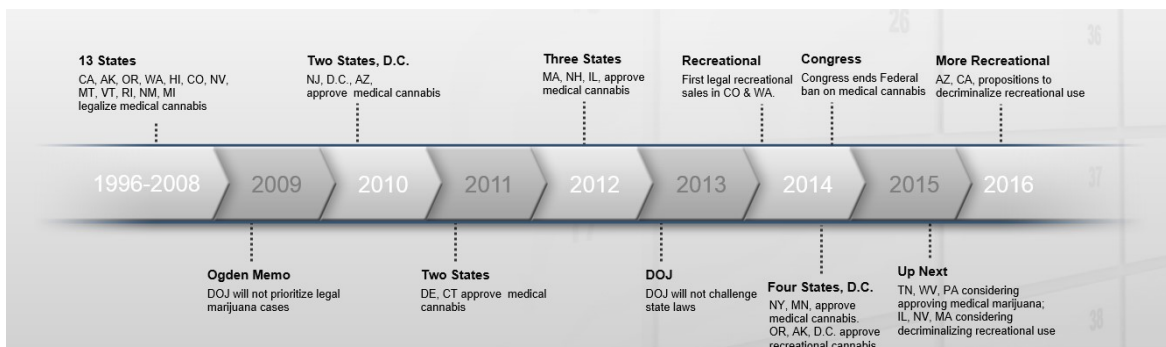 13 States
CA, AK, OR, WA, HI, CO, NV,
MT, VT, RI, NM, MI
legalize medical cannabis
Two States, D.C.
NJ, D.C., AZ,
approve medical cannabis
Three States
MA, NH, IL, approve
medical cannabis
Recreational
First legal recreational
sales in CO & WA.
Congress
Congress ends Federal
ban on medical cannabis
More Recreational
AZ, CA, propositions to
decriminalize recreational use
1996-2008
2009
2010
2011
2012
2013
2014
2015
2016
Ogden Memo
DOJ will not prioritize legal
marijuana cases
Two States
DE, CT approve medical
cannabis
DOJ
DOJ will not challenge
state laws
Four States, D.C.
NY, MN, approve
medical cannabis.
OR, AK, D.C. approve
recreational cannabis
Up Next
TN, WV, PA considering
approving medical marijuana;
IL, NV, MA considering
decriminalizing recreational use
26
36
37
38